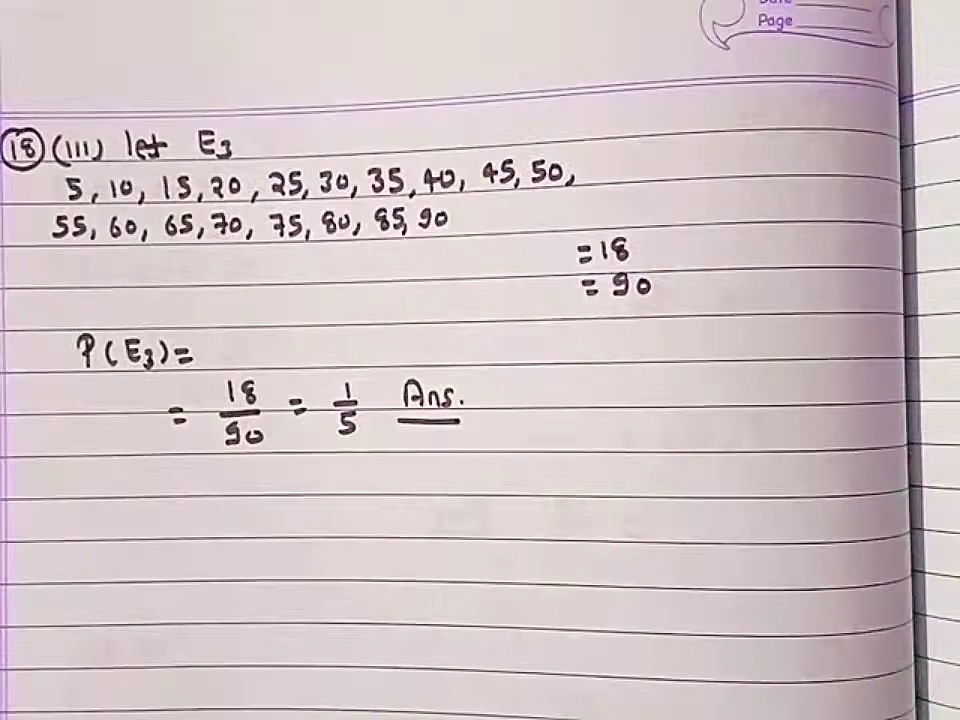 Page
18 (iii) let E3
5, 10, 15, 20, 25, 30, 35, 40, 45, 50,
55, 60, 65, 70, 75, 80, 85, 90
= 18
= 90
P(E3) =
= 18/90 = 1/5 Ans.